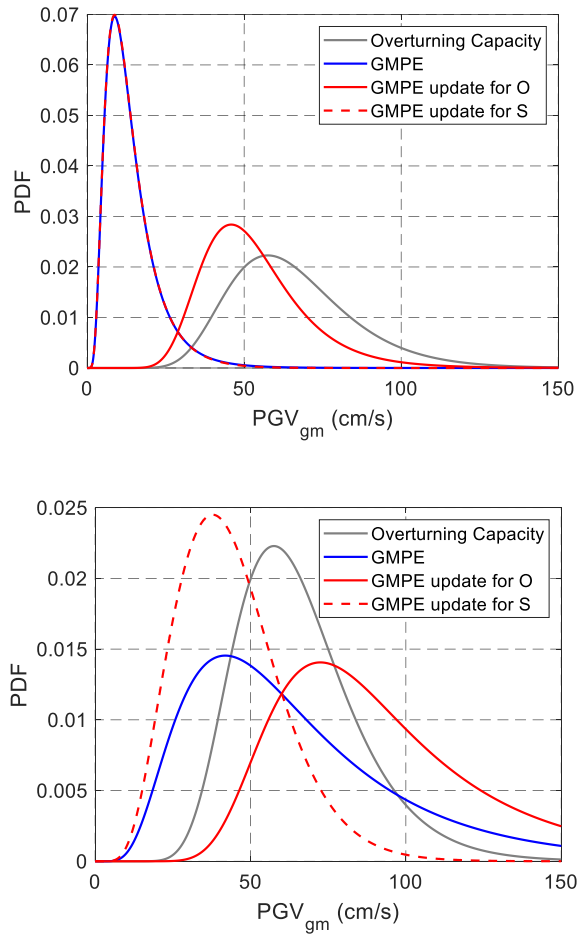 0.07
0.06
0.05
0.04
0.03
0.02
0.01
0
PDF
Overturning Capacity
GMPE
GMPE update for O
GMPE update for S
0 50 100 150
PGVgm (cm/s)
0.025
0.02
0.015
0.01
0.005
0
PDF
Overturning Capacity
GMPE
GMPE update for O
GMPE update for S
0 50 100 150
PGVgm (cm/s)